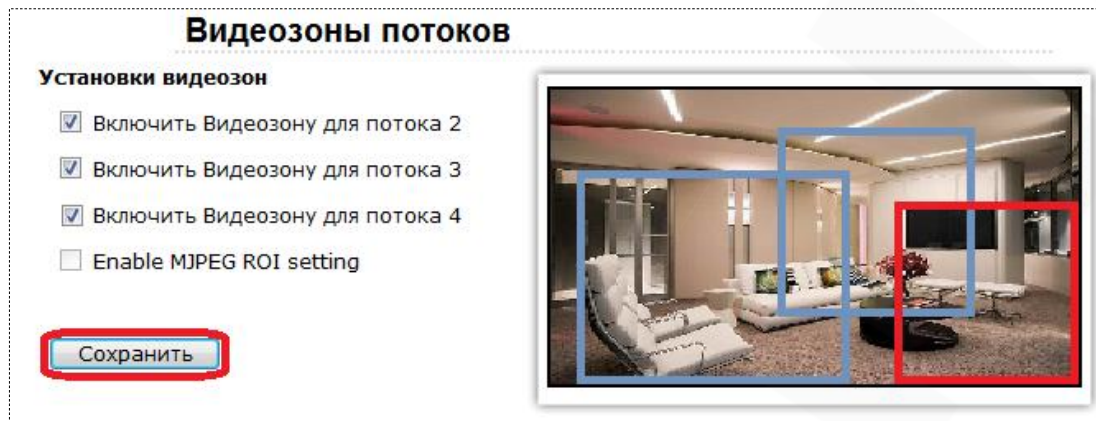 Видеозоны потоков
Установки видеозон
Включить Видеозону для потока 2
Включить Видеозону для потока 3
Включить Видеозону для потока 4
Enable MJPEG ROI setting
Сохранить